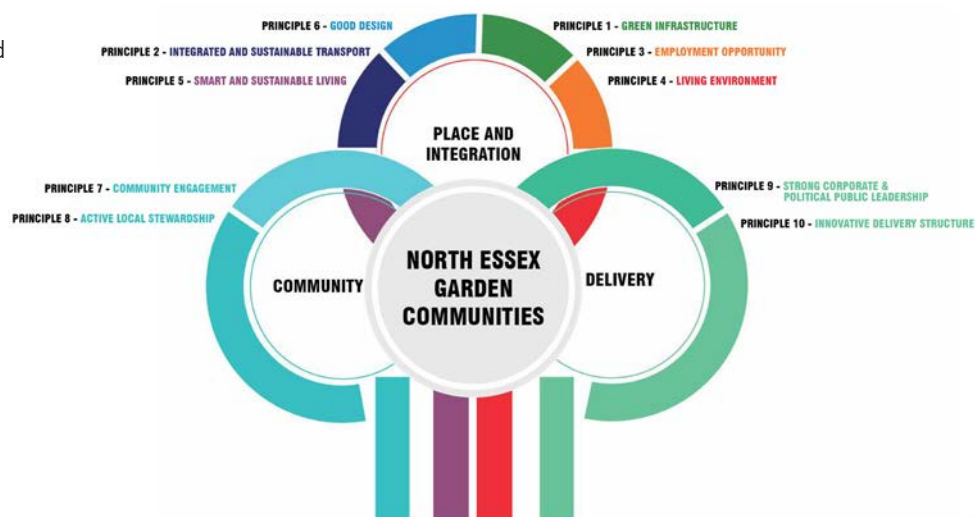 PRINCIPLE 6 - GOOD DESIGN
PRINCIPLE 2 - INTEGRATED AND SUSTAINABLE TRANSPORT
PRINCIPLE 5 - SMART AND SUSTAINABLE LIVING
PRINCIPLE 1 - GREEN INFRASTRUCTURE
PRINCIPLE 3 - EMPLOYMENT OPPORTUNITY
PRINCIPLE 4 - LIVING ENVIRONMENT
PLACE AND
INTEGRATION
PRINCIPLE 7 - COMMUNITY ENGAGEMENT
PRINCIPLE 8 - ACTIVE LOCAL STEWARDSHIP
PRINCIPLE 9 - STRONG CORPORATE &
POLITICAL PUBLIC LEADERSHIP
PRINCIPLE 10 - INNOVATIVE DELIVERY STRUCTURE
COMMUNITY
NORTH ESSEX
GARDEN
COMMUNITIES
DELIVERY